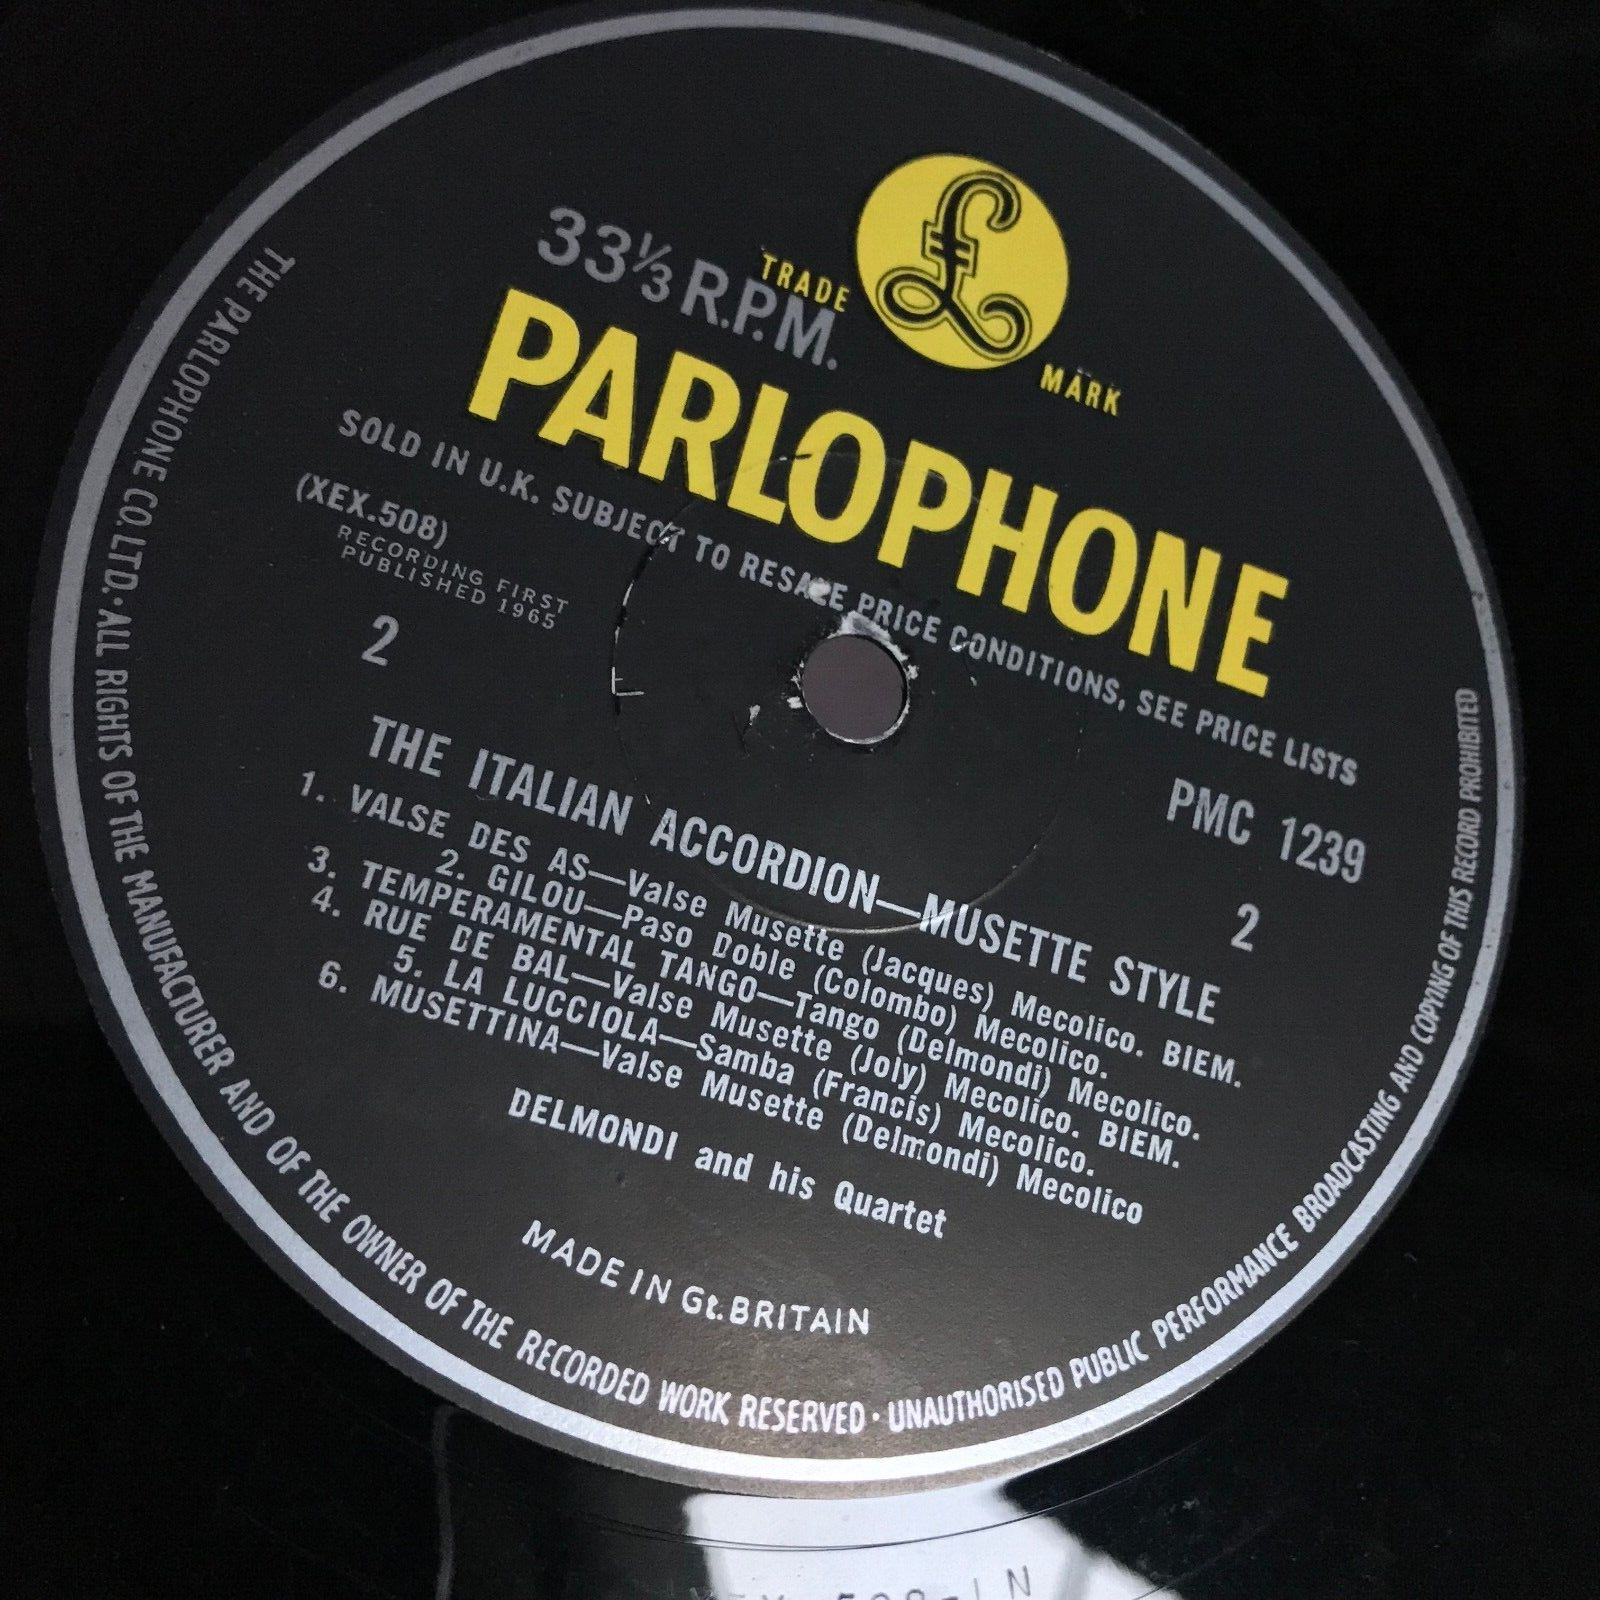 £
TRADE MARK
33⅓ R.P.M.
PARLOPHONE
SOLD IN U.K. SUBJECT TO RESALE PRICE CONDITIONS, SEE PRICE LISTS
(XEX.508)
RECORDING FIRST
PUBLISHED 1965
2
PMC 1239
2
THE ITALIAN ACCORDION—MUSETTE STYLE
1. VALSE DES AS—Valse Musette (Jacques) Mecolico. BIEM.
2. GILOU—Paso Doble (Colombo) Mecolico.
3. TEMPERAMENTAL TANGO—Tango (Delmondi) Mecolico.
4. RUE DE BAL—Valse Musette (Joly) Mecolico. BIEM.
5. LA LUCCIOLA—Samba (Francis) Mecolico.
6. MUSETTINA—Valse Musette (Delmondi) Mecolico
DELMONDI and his Quartet
MADE IN Gt. BRITAIN
THE PARLOPHONE CO. LTD. · ALL RIGHTS OF THE MANUFACTURER AND OF THE OWNER OF THE RECORDED WORK RESERVED · UNAUTHORISED PUBLIC PERFORMANCE BROADCASTING AND COPYING OF THIS RECORD PROHIBITED